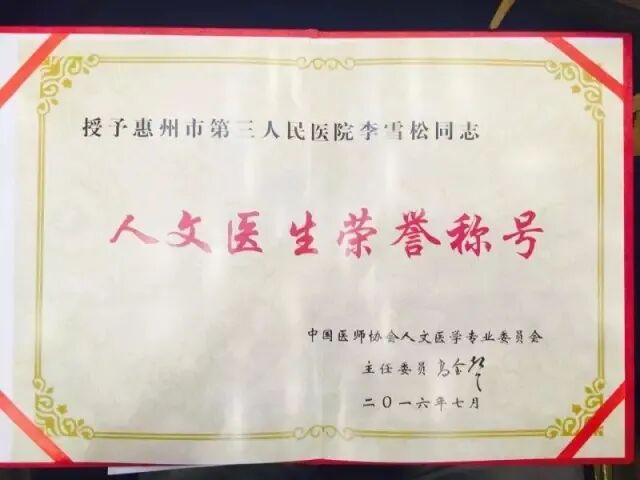 授予惠州市第三人民医院李雪松同志
人文医生荣誉称号
中国医师协会人文医学专业委员会
主任委员
二〇一六年七月